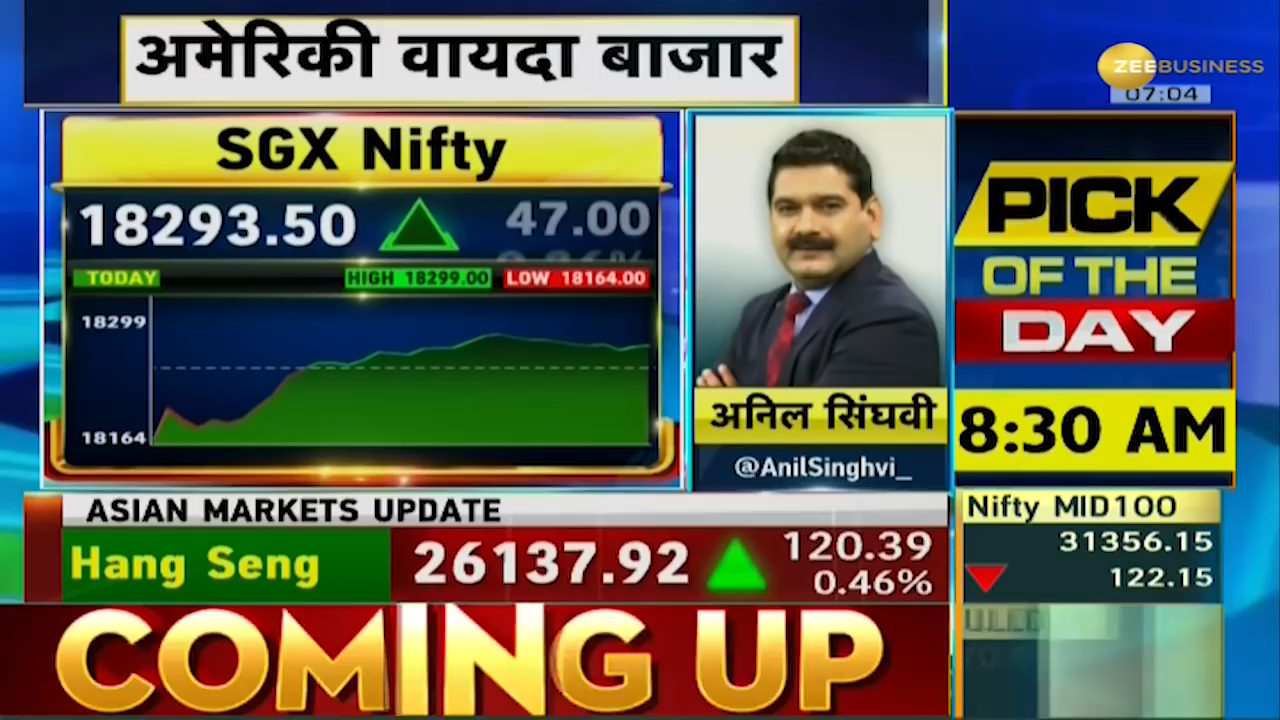 अमेरिकी वायदा बाजार
ZEEBUSINESS
07:04
SGX Nifty
18293.50
47.00
TODAY
HIGH 18299.00
LOW 18164.00
18299
18164
अनिल सिंघवी
@AnilSinghvi_
PICK
OF THE
DAY
8:30 AM
ASIAN MARKETS UPDATE
Hang Seng
26137.92
120.39
0.46%
Nifty MID100
31356.15
122.15
COMING UP